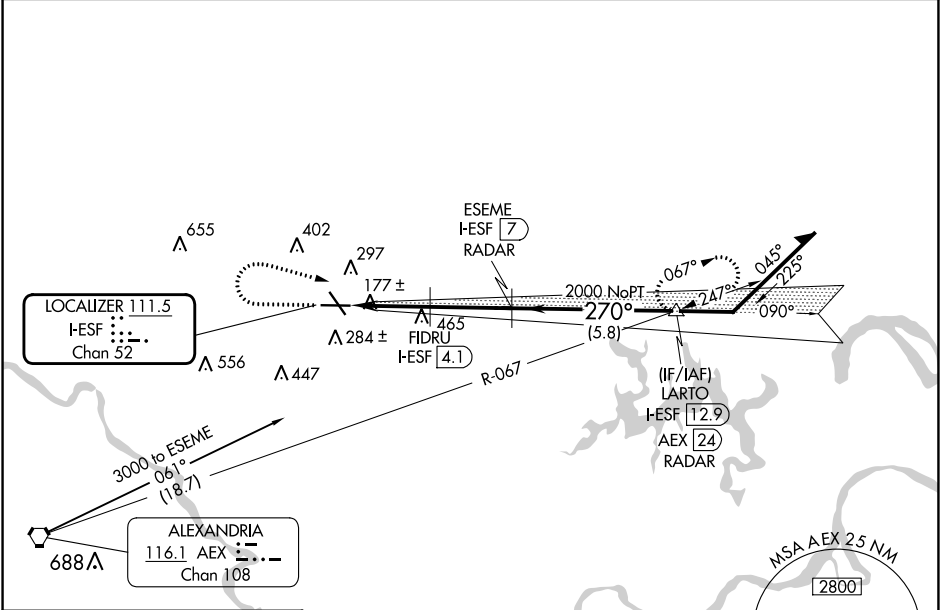 655
402
297
177 ±
284 ±
465
556
447
688
ESEME
I-ESF 7
RADAR
2000 NoPT
270°
(5.8)
067°
247°
045°
225°
090°
LOCALIZER 111.5
I-ESF
Chan 52
FIDRU
I-ESF 4.1
R-067
(IF/IAF)
LARTO
I-ESF 12.9
AEX 24
RADAR
3000 to ESEME
061°
(18.7)
ALEXANDRIA
116.1 AEX
Chan 108
MSA AEX 25 NM
2800